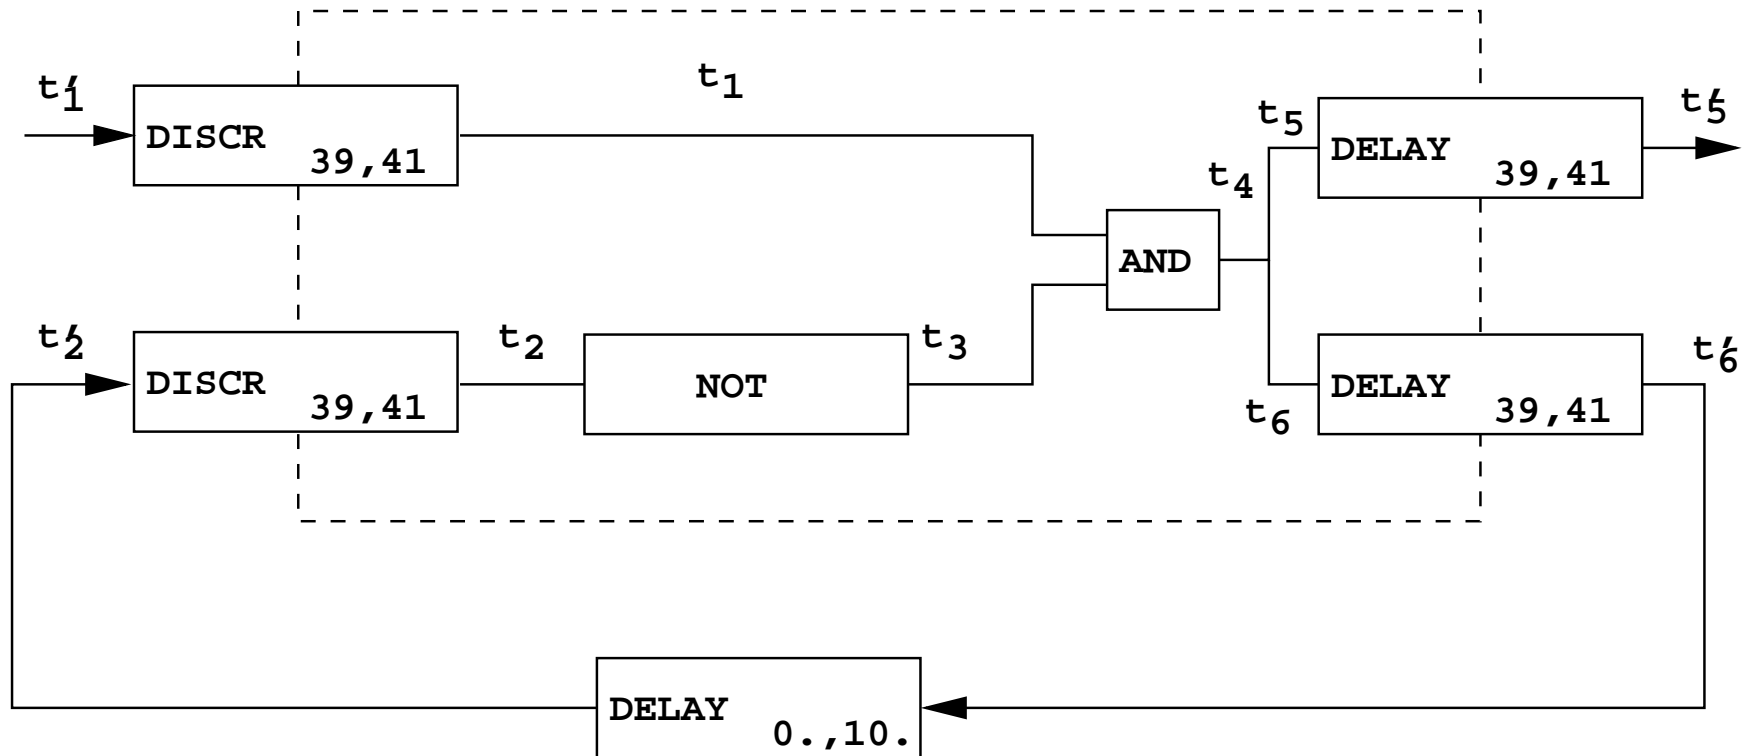 t₁′
DISCR
39,41
t₁
t₅
DELAY
39,41
t₅′
t₄
AND
t₂′
DISCR
39,41
t₂
NOT
t₃
t₆
DELAY
39,41
t₆′
DELAY
0.,10.